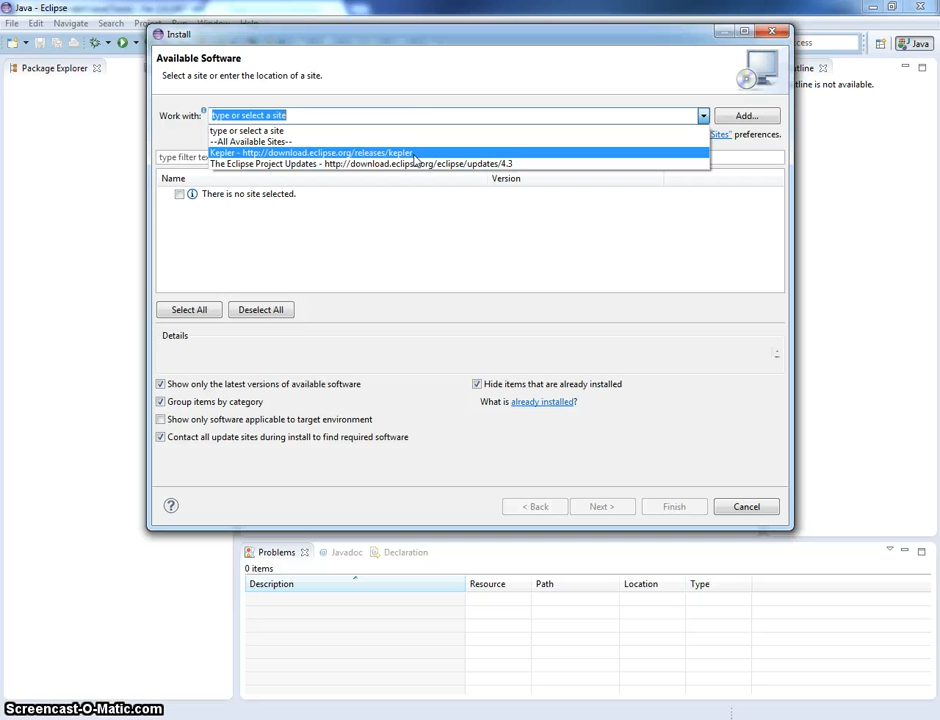 Java - Eclipse
File Edit Navigate Search Project Run Window Help
Java
Package Explorer
Install
Available Software
Select a site or enter the location of a site.
Work with: type or select a site Add...
type or select a site
--All Available Sites--
Kepler - http://download.eclipse.org/releases/kepler
The Eclipse Project Updates - http://download.eclipse.org/eclipse/updates/4.3
Sites" preferences.
type filter tex
Name Version
There is no site selected.
Select All Deselect All
Details
Show only the latest versions of available software
Hide items that are already installed
Group items by category
What is already installed?
Show only software applicable to target environment
Contact all update sites during install to find required software
< Back Next > Finish Cancel
cess
tline
tline is not available.
Problems @ Javadoc Declaration
0 items
Description Resource Path Location Type
Screencast-O-Matic.com